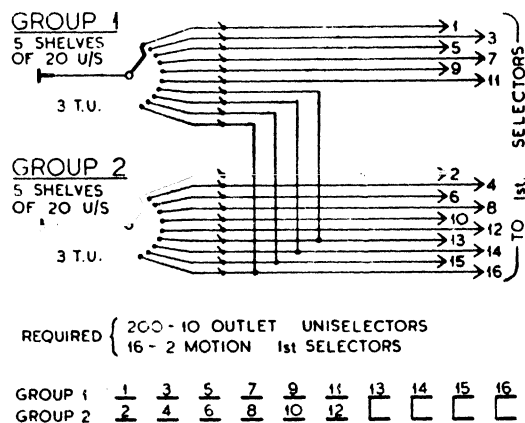 GROUP 1
5 SHELVES
OF 20 U/S
3 T.U.
1
3
5
7
9
11
SELECTORS
TO 1st.
GROUP 2
5 SHELVES
OF 20 U/S
3 T.U.
2
4
6
8
10
12
13
14
15
16
REQUIRED { 200-10 OUTLET UNISELECTORS
16-2 MOTION 1st SELECTORS
GROUP 1 1 3 5 7 9 11 13 14 15 16
GROUP 2 2 4 6 8 10 12